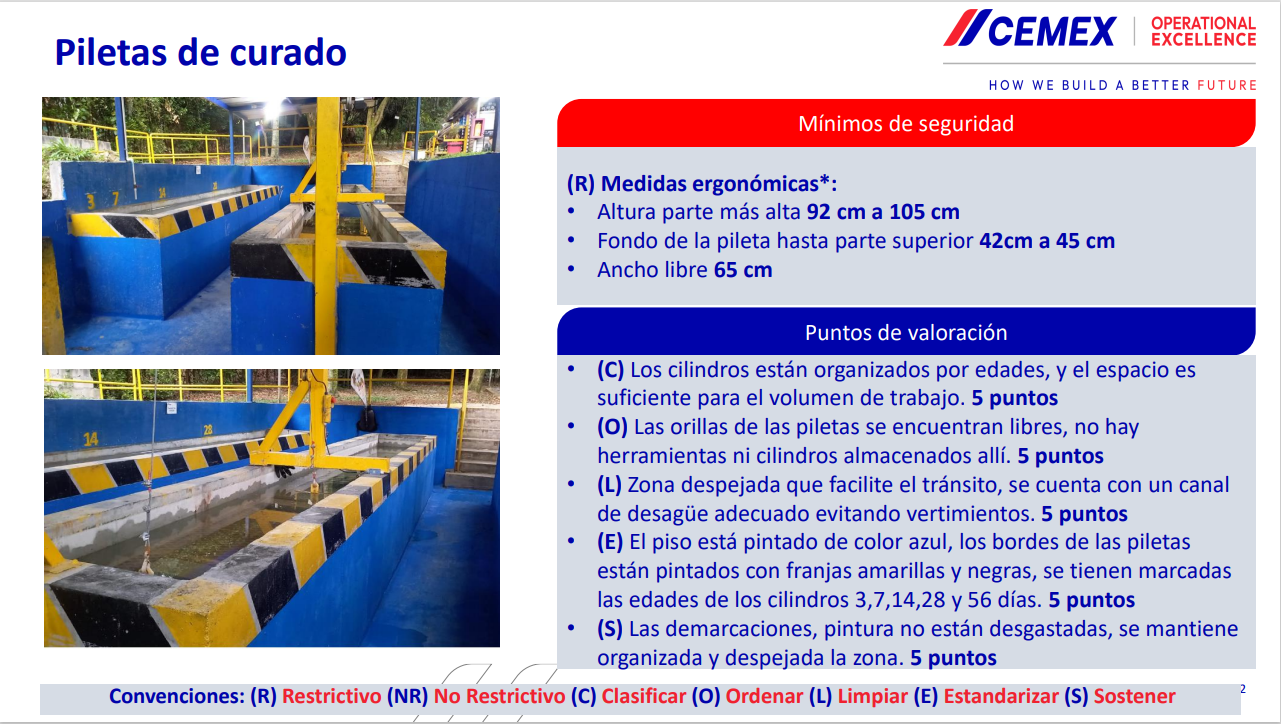 Piletas de curado
CEMEX
OPERATIONAL
EXCELLENCE
HOW WE BUILD A BETTER FUTURE
3 7 14 28
14 28
Mínimos de seguridad
(R) Medidas ergonómicas*:
• Altura parte más alta 92 cm a 105 cm
• Fondo de la pileta hasta parte superior 42cm a 45 cm
• Ancho libre 65 cm
Puntos de valoración
• (C) Los cilindros están organizados por edades, y el espacio es
suficiente para el volumen de trabajo. 5 puntos
• (O) Las orillas de las piletas se encuentran libres, no hay
herramientas ni cilindros almacenados allí. 5 puntos
• (L) Zona despejada que facilite el tránsito, se cuenta con un canal
de desagüe adecuado evitando vertimientos. 5 puntos
• (E) El piso está pintado de color azul, los bordes de las piletas
están pintados con franjas amarillas y negras, se tienen marcadas
las edades de los cilindros 3,7,14,28 y 56 días. 5 puntos
• (S) Las demarcaciones, pintura no están desgastadas, se mantiene
organizada y despejada la zona. 5 puntos
Convenciones: (R) Restrictivo (NR) No Restrictivo (C) Clasificar (O) Ordenar (L) Limpiar (E) Estandarizar (S) Sostener
2